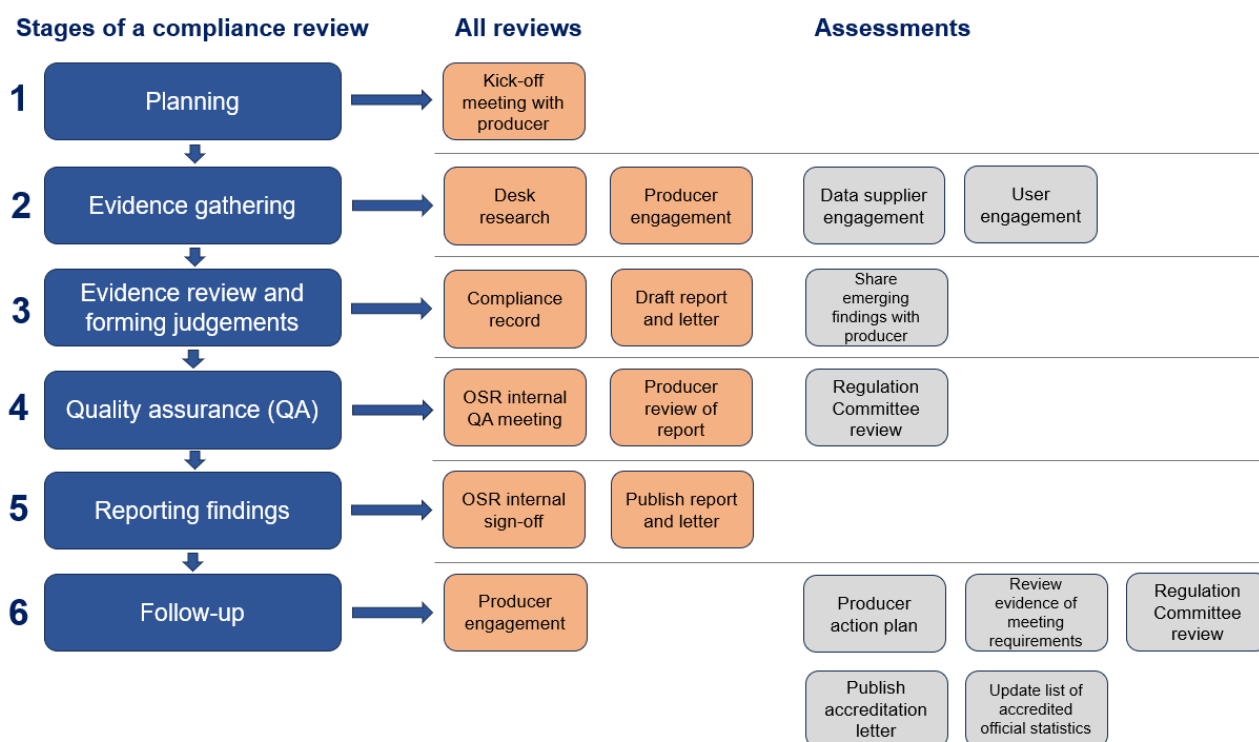 Stages of a compliance review
All reviews
Assessments
1
Planning
Kick-off
meeting with
producer
2
Evidence gathering
Desk
research
Producer
engagement
Data supplier
engagement
User
engagement
3
Evidence review and
forming judgements
Compliance
record
Draft report
and letter
Share
emerging
findings with
producer
4
Quality assurance (QA)
OSR internal
QA meeting
Producer
review of
report
Regulation
Committee
review
5
Reporting findings
OSR internal
sign-off
Publish report
and letter
6
Follow-up
Producer
engagement
Producer
action plan
Review
evidence of
meeting
requirements
Regulation
Committee
review
Publish
accreditation
letter
Update list of
accredited
official statistics